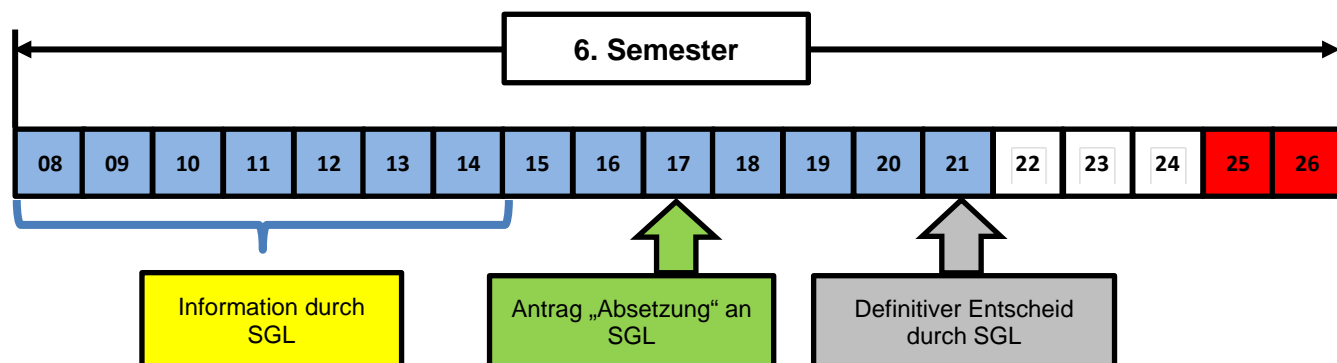 6. Semester
08 09 10 11 12 13 14 15 16 17 18 19 20 21 22 23 24 25 26
Information durch
SGL
Antrag „Absetzung“ an
SGL
Definitiver Entscheid
durch SGL